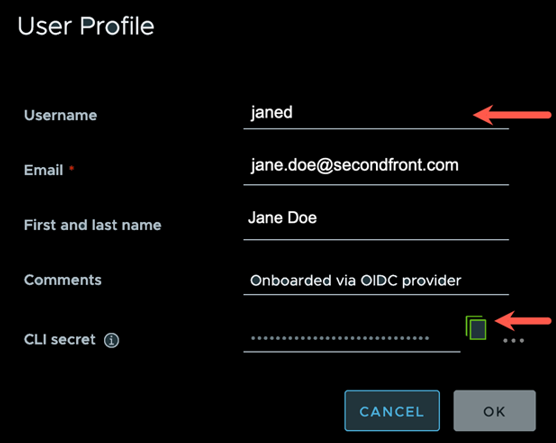 User Profile
Username
janed
Email *
jane.doe@secondfront.com
First and last name
Jane Doe
Comments
Onboarded via OIDC provider
CLI secret
CANCEL
OK